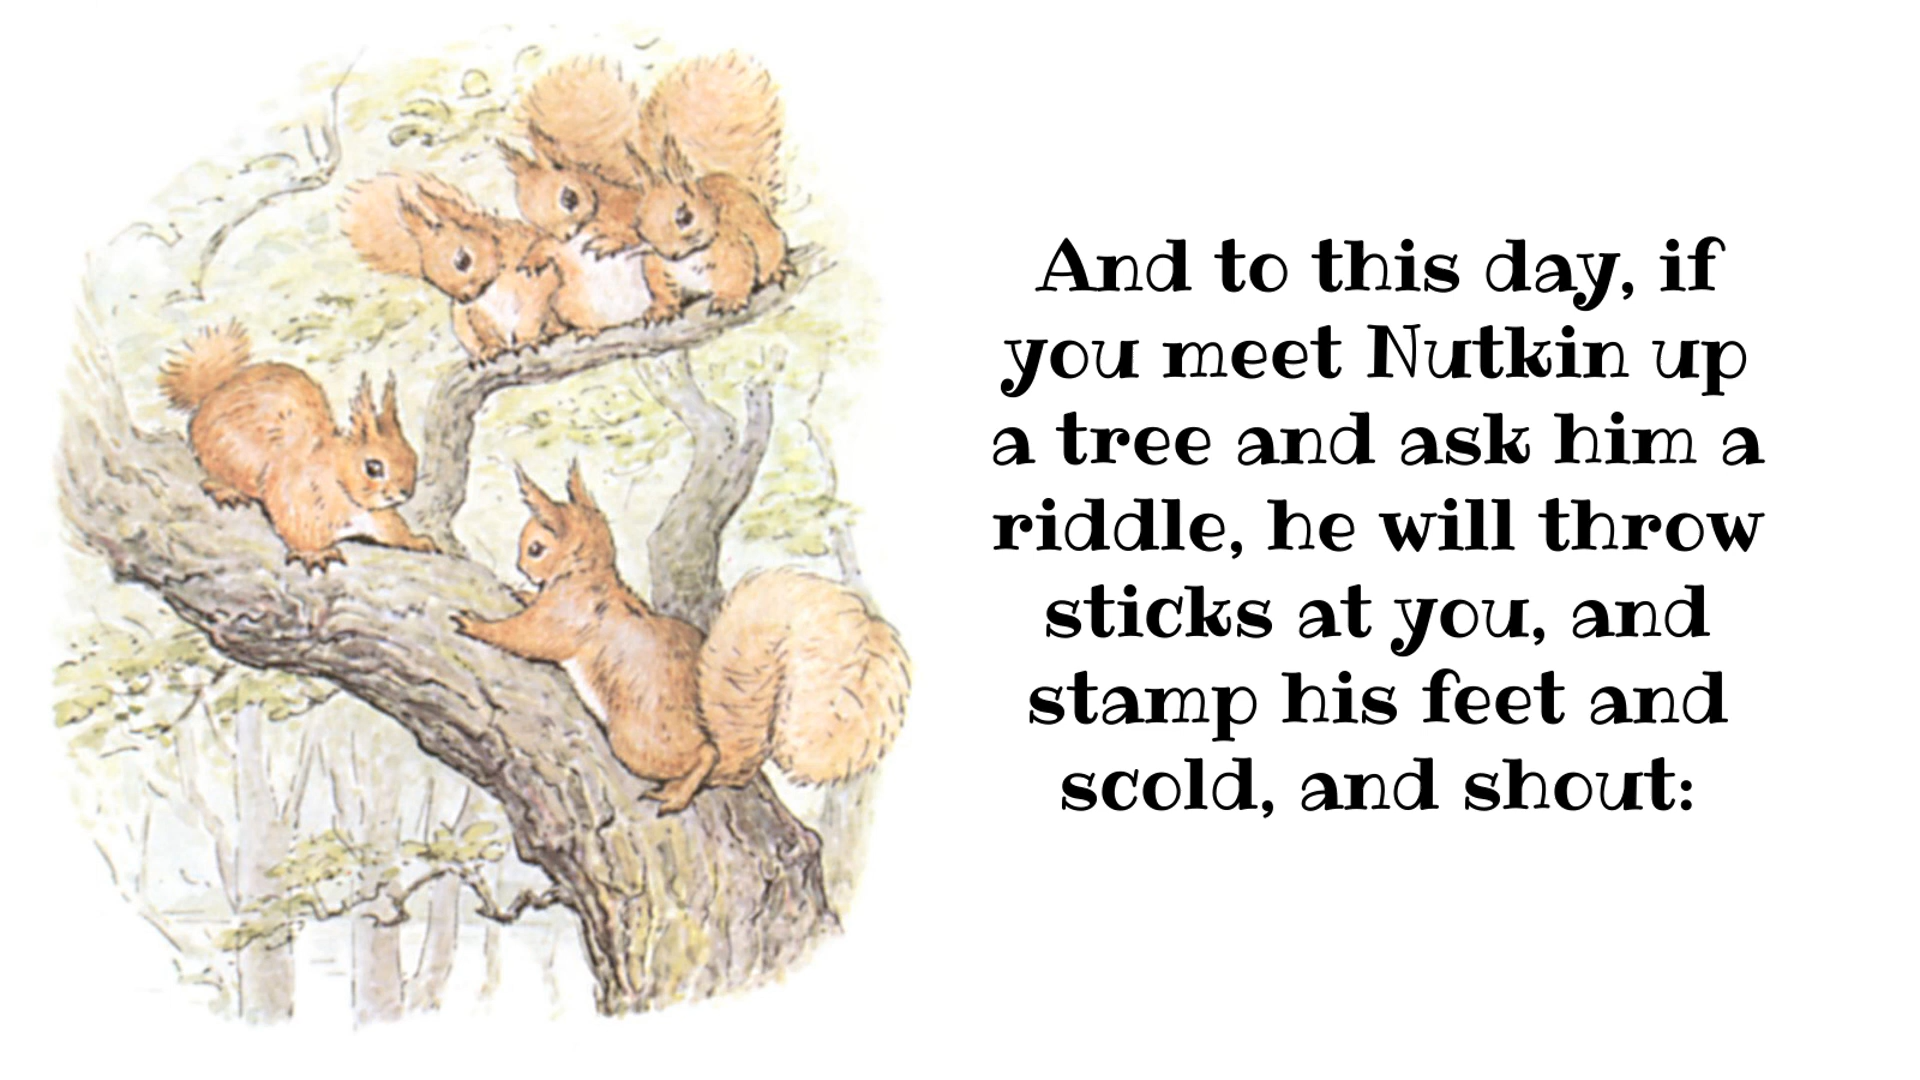 And to this day, if
you meet Nutkin up
a tree and ask him a
riddle, he will throw
sticks at you, and
stamp his feet and
scold, and shout: